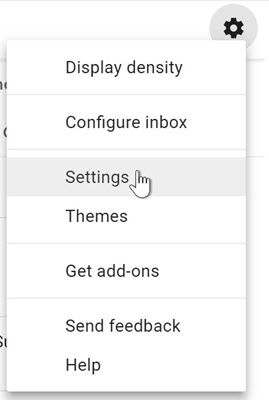 Display density
Configure inbox
Settings
Themes
Get add-ons
Send feedback
Help